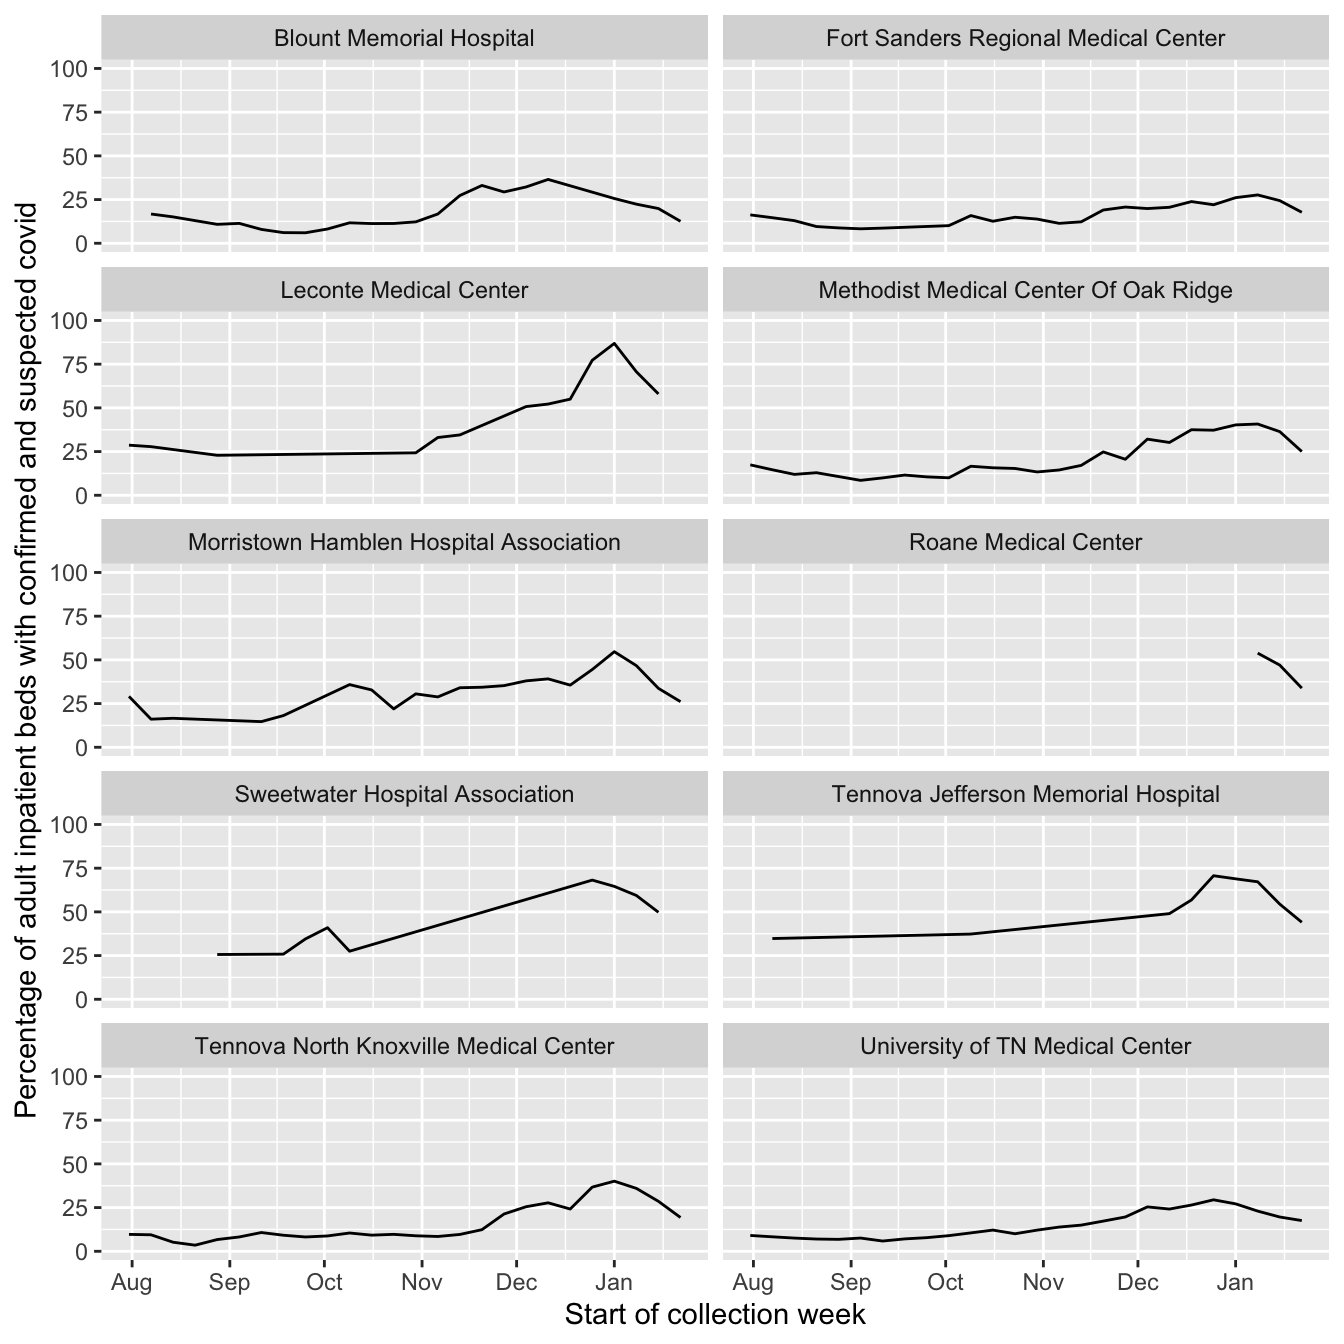 Blount Memorial Hospital
Fort Sanders Regional Medical Center
100
75
50
25
0
Leconte Medical Center
Methodist Medical Center Of Oak Ridge
100
75
50
25
0
Morristown Hamblen Hospital Association
Roane Medical Center
100
75
50
25
0
Sweetwater Hospital Association
Tennova Jefferson Memorial Hospital
100
75
50
25
0
Tennova North Knoxville Medical Center
University of TN Medical Center
100
75
50
25
0
Aug Sep Oct Nov Dec Jan
Aug Sep Oct Nov Dec Jan
Start of collection week
Percentage of adult inpatient beds with confirmed and suspected covid